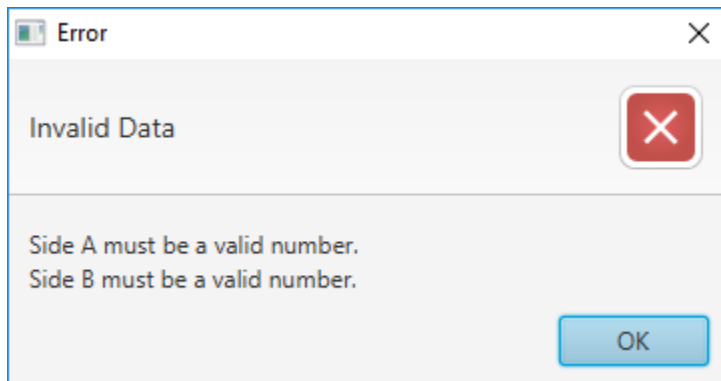 Error
Invalid Data
Side A must be a valid number.
Side B must be a valid number.
OK